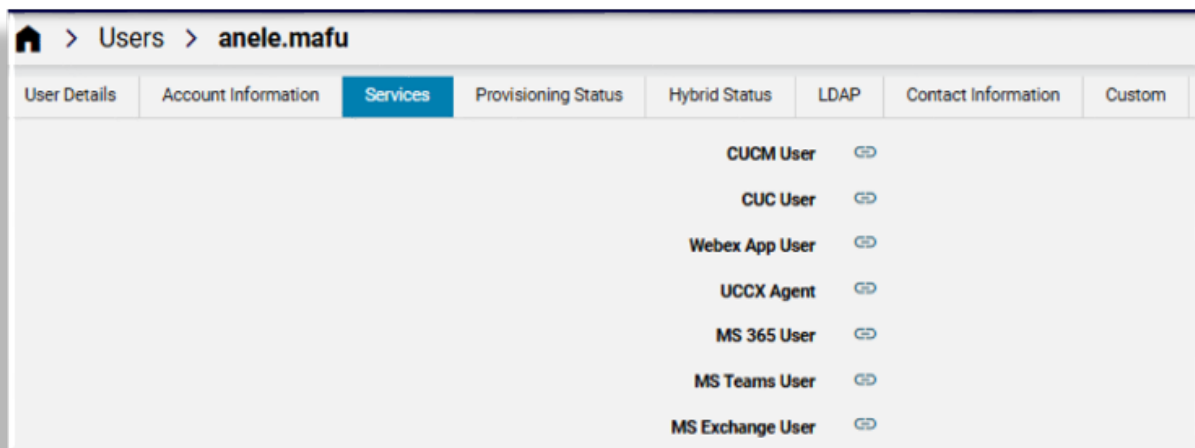 > Users > anele.mafu
User Details Account Information Services Provisioning Status Hybrid Status LDAP Contact Information Custom
CUCM User
CUC User
Webex App User
UCCX Agent
MS 365 User
MS Teams User
MS Exchange User